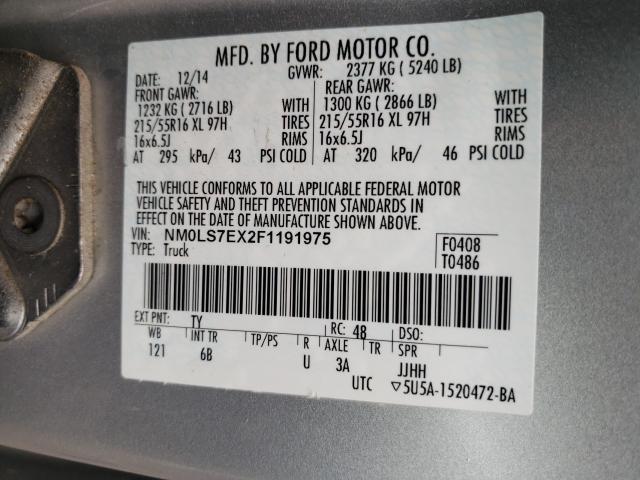 MFD. BY FORD MOTOR CO.
DATE: 12/14 GVWR: 2377 KG ( 5240 LB)
FRONT GAWR: REAR GAWR:
1232 KG ( 2716 LB) WITH 1300 KG ( 2866 LB) WITH
215/55R16 XL 97H TIRES 215/55R16 XL 97H TIRES
16x6.5J RIMS 16x6.5J RIMS
AT 295 kPa/ 43 PSI COLD AT 320 kPa/ 46 PSI COLD
THIS VEHICLE CONFORMS TO ALL APPLICABLE FEDERAL MOTOR
VEHICLE SAFETY AND THEFT PREVENTION STANDARDS IN
EFFECT ON THE DATE OF MANUFACTURE SHOWN ABOVE.
VIN: NM0LS7EX2F1191975 F0408
TYPE: Truck T0486
EXT PNT: TY RC: 48 DSO:
WB INT TR TP/PS R AXLE TR SPR
121 6B U 3A JJHH
UTC ▽5U5A-1520472-BA